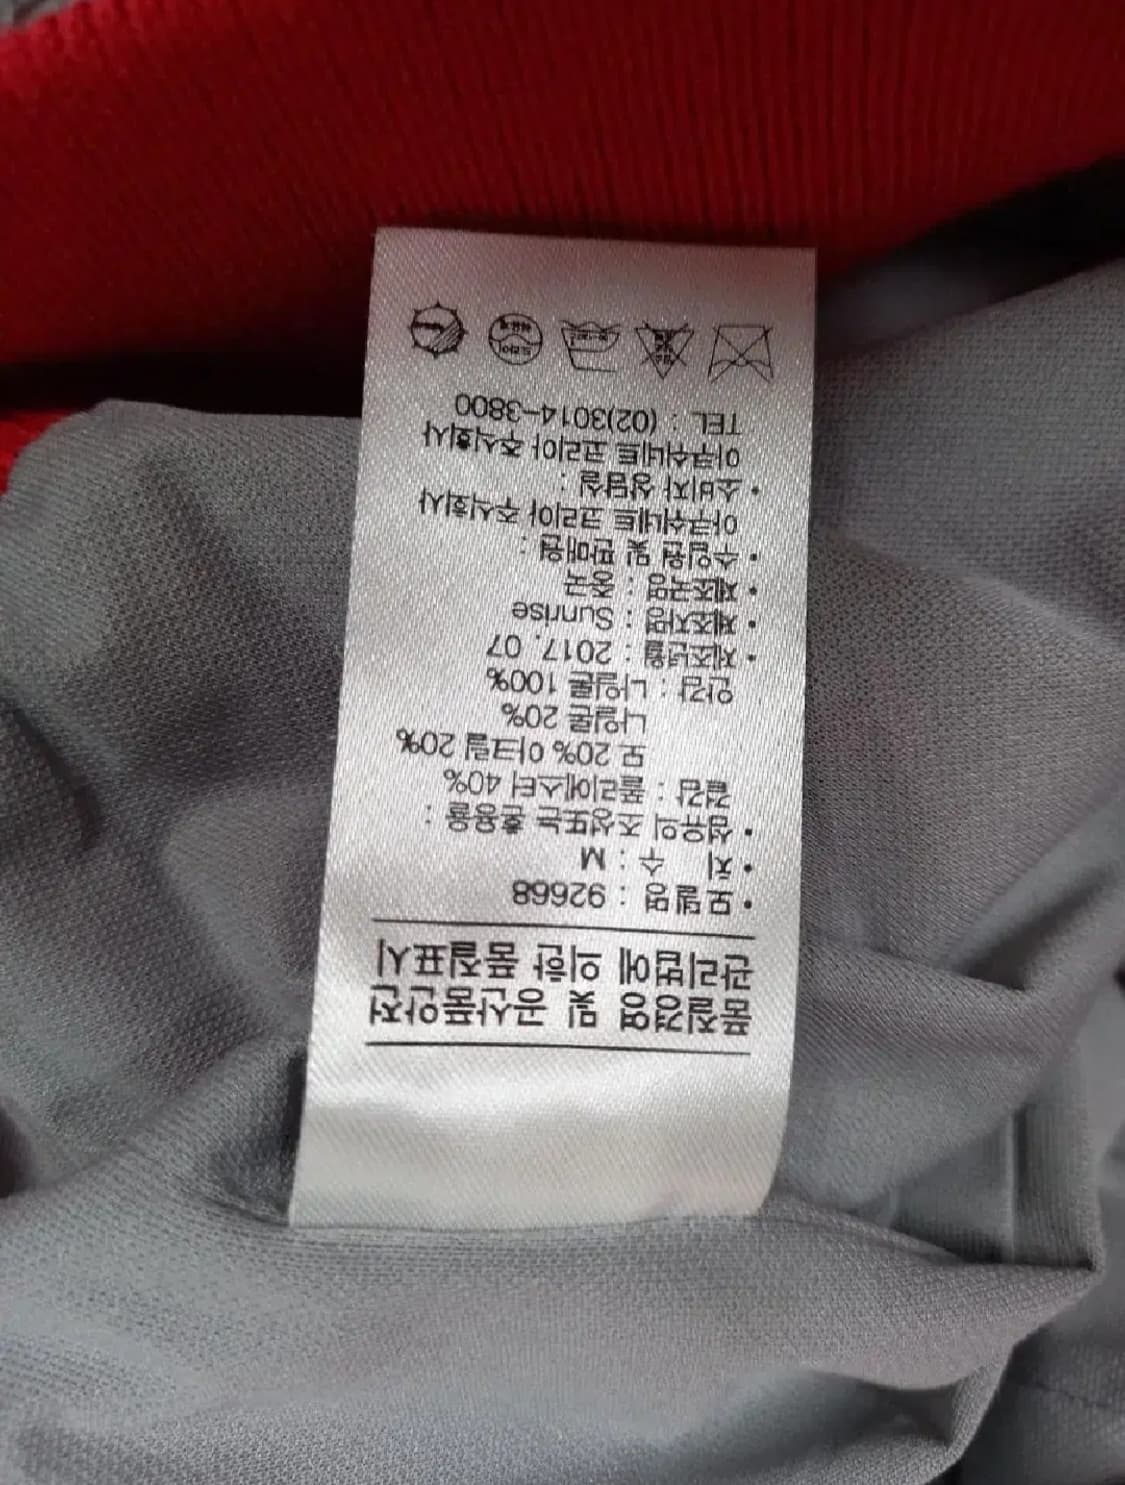 품질경영 및 공산품안전
관리법에 의한 품질표시
• 모델명 : 92668
• 치 수 : M
• 섬유의 조성또는 혼용율 :
겉감 : 폴리에스터 40%
모 20% 아크릴 20%
나일론 20%
안감 : 나일론 100%
• 제조년월 : 2017. 07
• 제조자명 : Sunrise
• 제조국명 : 중국
• 수입원 및 판매원 :
아쿠쉬네트 코리아 주식회사
• 소비자 상담실 :
아쿠쉬네트 코리아 주식회사
TEL : (02)3014-3800